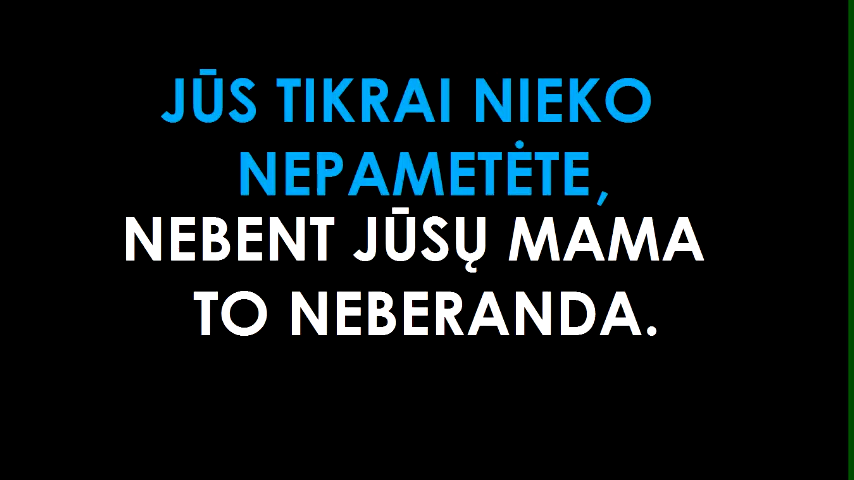 JŪS TIKRAI NIEKO
NEPAMETĖTE,
NEBENT JŪSŲ MAMA
TO NEBERANDA.